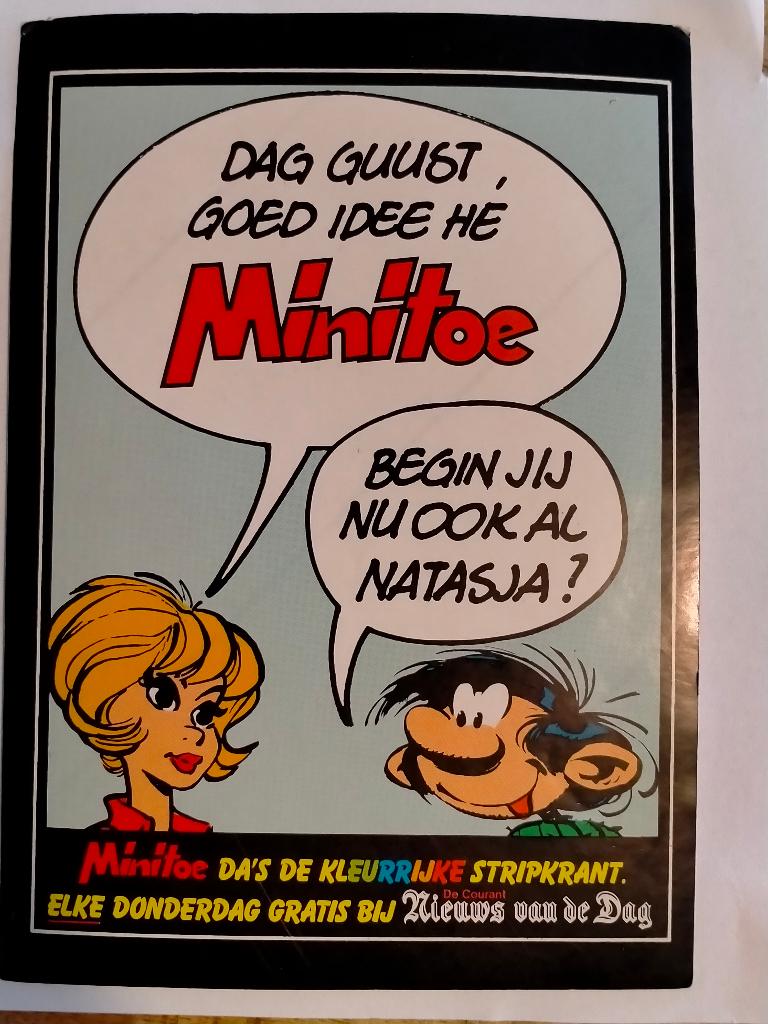 DAG GUUST,
GOED IDEE HÉ
Minitoe
BEGIN JIJ
NU OOK AL
NATASJA?
Minitoe DA'S DE KLEURRIJKE STRIPKRANT.
De Courant
ELKE DONDERDAG GRATIS BIJ Nieuws van de Dag